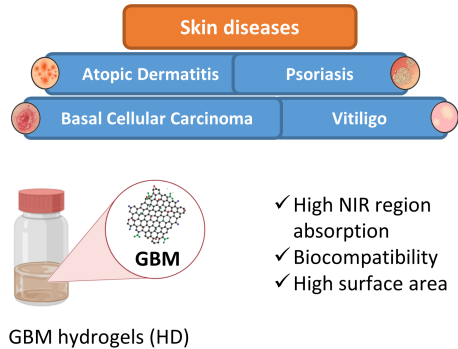 Skin diseases
Atopic Dermatitis
Psoriasis
Basal Cellular Carcinoma
Vitiligo
GBM
✓ High NIR region
absorption
✓ Biocompatibility
✓ High surface area
GBM hydrogels (HD)